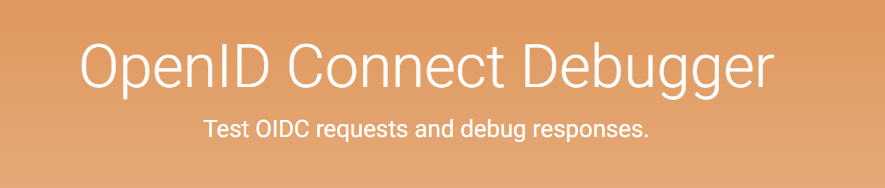 OpenID Connect Debugger
Test OIDC requests and debug responses.